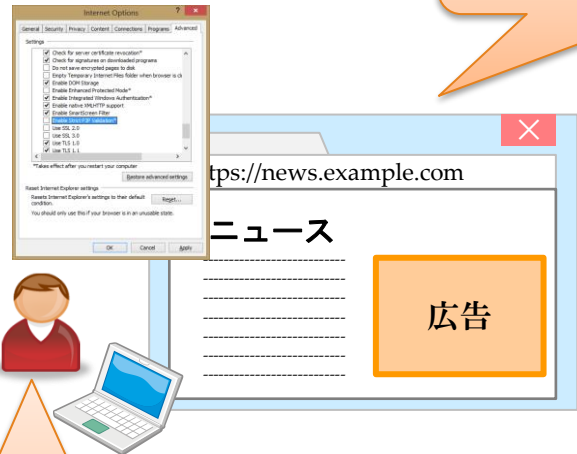 Internet Options
?
General Security Privacy Content Connections Programs Advanced
Settings
Check for server certificate revocation*
Check for signatures on downloaded programs
Do not save encrypted pages to disk
Empty Temporary Internet Files folder when browser is cl
Enable DOM Storage
Enable Enhanced Protected Mode*
Enable Integrated Windows Authentication*
Enable native XMLHTTP support
Enable SmartScreen Filter
Enable Strict P3P Validation*
Use SSL 2.0
Use SSL 3.0
Use TLS 1.0
Use TLS 1.1
*Takes effect after you restart your computer
Restore advanced settings
Reset Internet Explorer settings
Resets Internet Explorer's settings to their default
condition.
Reset...
You should only use this if your browser is in an unusable state.
OK Cancel Apply
tps://news.example.com
ニュース
広告